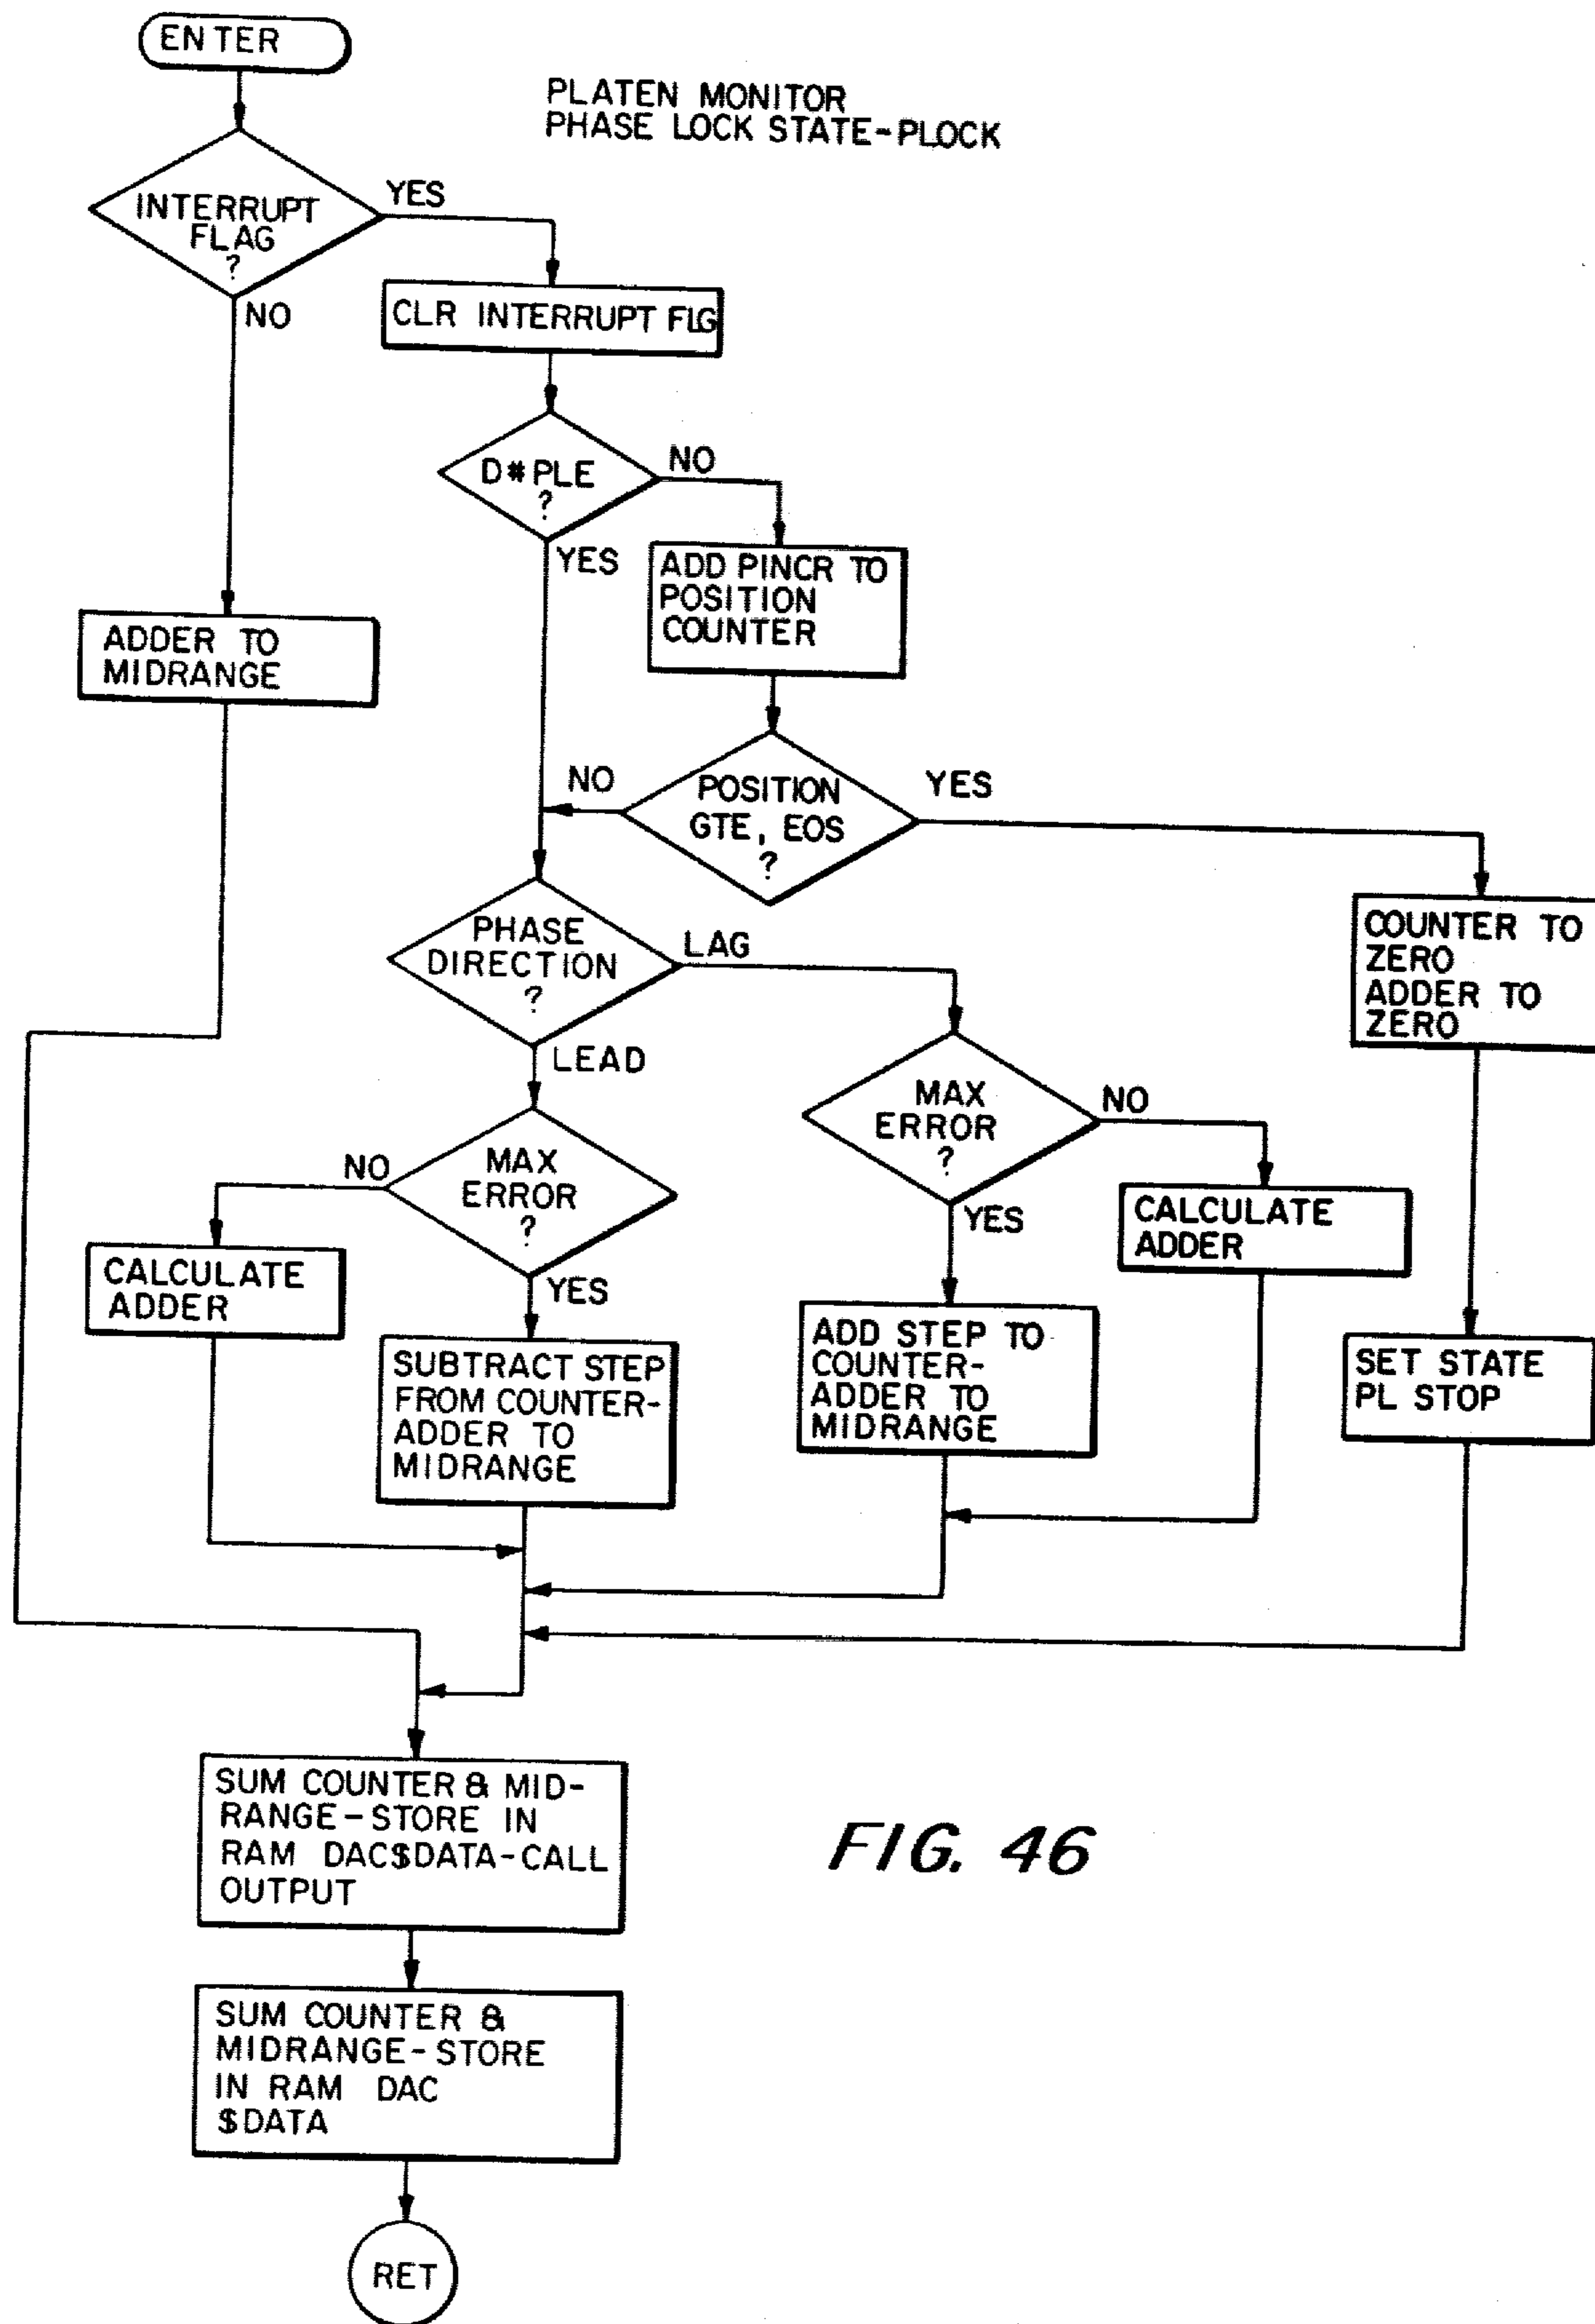 ENTER
PLATEN MONITOR
PHASE LOCK STATE-PLOCK
INTERRUPT
FLAG
?
YES
NO
CLR INTERRUPT FLG
D#PLE
?
NO
YES
ADD PINCR TO
POSITION
COUNTER
ADDER TO
MIDRANGE
POSITION
GTE, EOS
?
NO
YES
PHASE
DIRECTION
?
LAG
LEAD
COUNTER TO
ZERO
ADDER TO
ZERO
MAX
ERROR
?
NO
YES
MAX
ERROR
?
NO
YES
CALCULATE
ADDER
CALCULATE
ADDER
SUBTRACT STEP
FROM COUNTER-
ADDER TO
MIDRANGE
ADD STEP TO
COUNTER-
ADDER TO
MIDRANGE
SET STATE
PL STOP
SUM COUNTER & MID-
RANGE-STORE IN
RAM DAC$DATA-CALL
OUTPUT
FIG. 46
SUM COUNTER &
MIDRANGE-STORE
IN RAM DAC
$DATA
RET